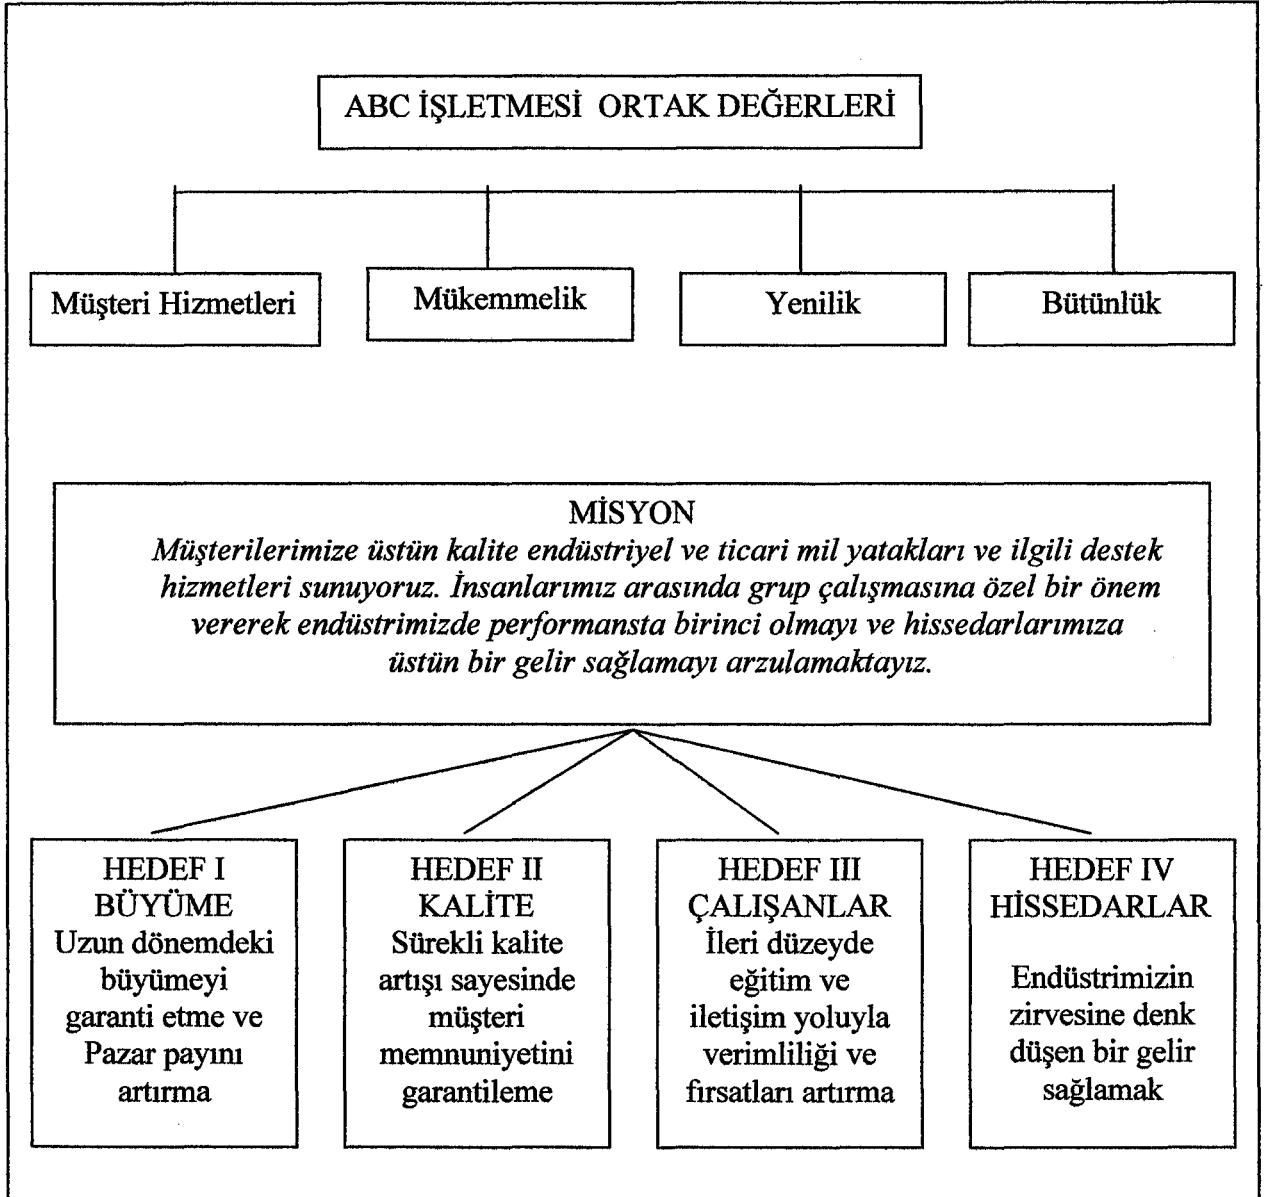 ABC İŞLETMESİ ORTAK DEĞERLERİ
Müşteri Hizmetleri
Mükemmelik
Yenilik
Bütünlük
MİSYON
Müşterilerimize üstün kalite endüstriyel ve ticari mil yatakları ve ilgili destek
hizmetleri sunuyoruz. İnsanlarımız arasında grup çalışmasına özel bir önem
vererek endüstrimizde performansta birinci olmayı ve hissedarlarımıza
üstün bir gelir sağlamayı arzulamaktayız.
HEDEF I
BÜYÜME
Uzun dönemdeki
büyümeyi
garanti etme ve
Pazar payını
artırma
HEDEF II
KALİTE
Sürekli kalite
artışı sayesinde
müşteri
memnuniyetini
garantileme
HEDEF III
ÇALIŞANLAR
İleri düzeyde
eğitim ve
iletişim yoluyla
verimliliği ve
fırsatları artırma
HEDEF IV
HİSSEDARLAR
Endüstrimizin
zirvesine denk
düşen bir gelir
sağlamak